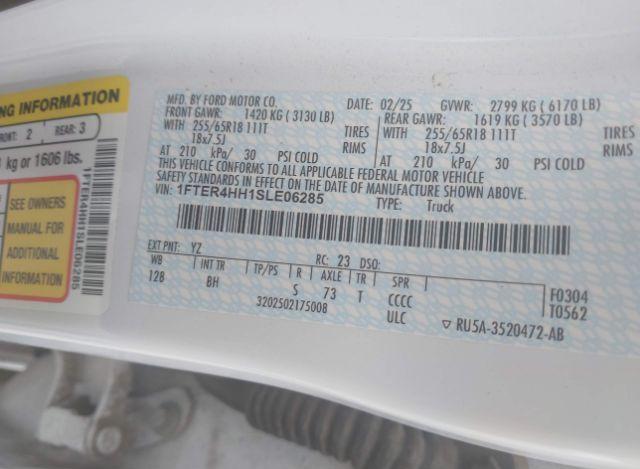 NG INFORMATION
FRONT: 2 REAR: 3
kg or 1606 lbs.
SEE OWNERS
MANUAL FOR
ADDITIONAL
INFORMATION
1FTER4HH1SLE06285
MFD. BY FORD MOTOR CO.
DATE: 02/25 GVWR: 2799 KG ( 6170 LB)
FRONT GAWR: 1420 KG ( 3130 LB)
REAR GAWR: 1619 KG ( 3570 LB)
WITH 255/65R18 111T TIRES
WITH 255/65R18 111T TIRES
18x7.5J RIMS
18x7.5J RIMS
AT 210 kPa/ 30 PSI COLD
AT 210 kPa/ 30 PSI COLD
THIS VEHICLE CONFORMS TO ALL APPLICABLE FEDERAL MOTOR VEHICLE
SAFETY STANDARDS IN EFFECT ON THE DATE OF MANUFACTURE SHOWN ABOVE.
VIN: 1FTER4HH1SLE06285
TYPE: Truck
EXT PNT: YZ RC: 23 DSO:
WB INT TR TP/PS R AXLE TR SPR
12B BH S 73 T CCCC
ULC
3202502175008
F0304
T0562
▽ RU5A-3520472-AB